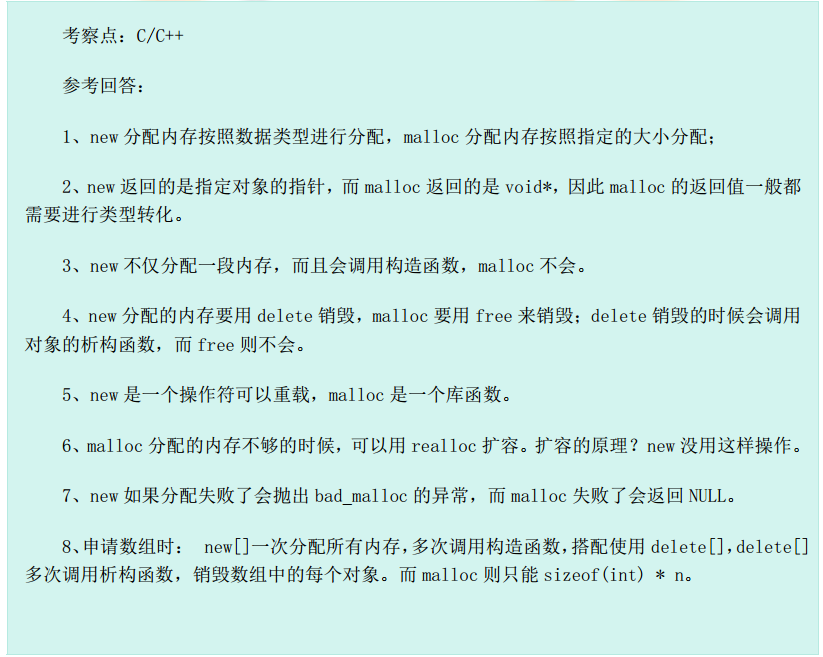 考察点：C/C++
参考回答：
1、new 分配内存按照数据类型进行分配，malloc 分配内存按照指定的大小分配；
2、new 返回的是指定对象的指针，而 malloc 返回的是 void*，因此 malloc 的返回值一般都
需要进行类型转化。
3、new 不仅分配一段内存，而且会调用构造函数，malloc 不会。
4、new 分配的内存要用 delete 销毁，malloc 要用 free 来销毁；delete 销毁的时候会调用
对象的析构函数，而 free 则不会。
5、new 是一个操作符可以重载，malloc 是一个库函数。
6、malloc 分配的内存不够的时候，可以用 realloc 扩容。扩容的原理？new 没用这样操作。
7、new 如果分配失败了会抛出 bad_malloc 的异常，而 malloc 失败了会返回 NULL。
8、申请数组时： new[]一次分配所有内存，多次调用构造函数，搭配使用 delete[]，delete[]
多次调用析构函数，销毁数组中的每个对象。而 malloc 则只能 sizeof(int) * n。